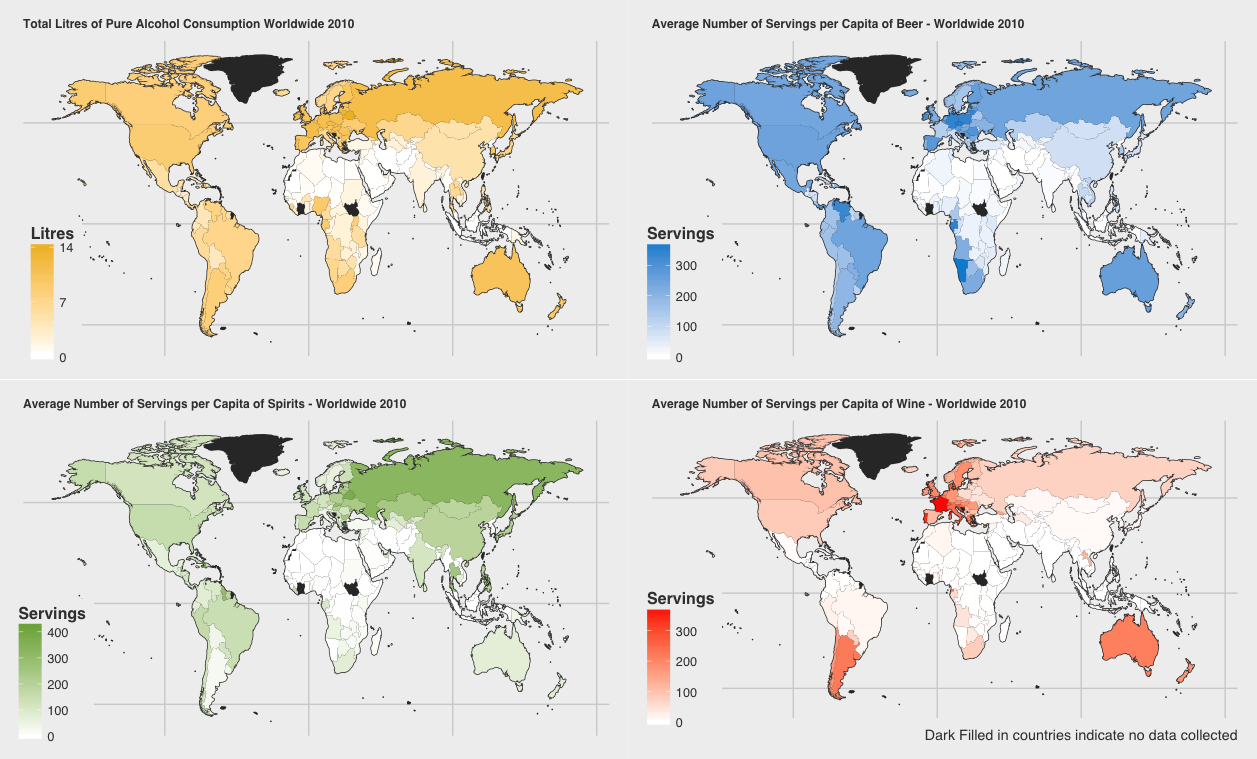 Total Litres of Pure Alcohol Consumption Worldwide 2010
Litres
14
7
0
Average Number of Servings per Capita of Beer - Worldwide 2010
Servings
300
200
100
0
Average Number of Servings per Capita of Spirits - Worldwide 2010
Servings
400
300
200
100
0
Average Number of Servings per Capita of Wine - Worldwide 2010
Servings
300
200
100
0
Dark Filled in countries indicate no data collected